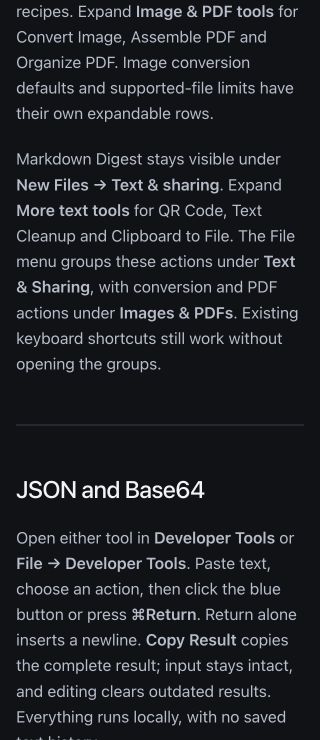 recipes. Expand Image & PDF tools for
Convert Image, Assemble PDF and
Organize PDF. Image conversion
defaults and supported-file limits have
their own expandable rows.
Markdown Digest stays visible under
New Files → Text & sharing. Expand
More text tools for QR Code, Text
Cleanup and Clipboard to File. The File
menu groups these actions under Text
& Sharing, with conversion and PDF
actions under Images & PDFs. Existing
keyboard shortcuts still work without
opening the groups.
JSON and Base64
Open either tool in Developer Tools or
File → Developer Tools. Paste text,
choose an action, then click the blue
button or press ⌘Return. Return alone
inserts a newline. Copy Result copies
the complete result; input stays intact,
and editing clears outdated results.
Everything runs locally, with no saved